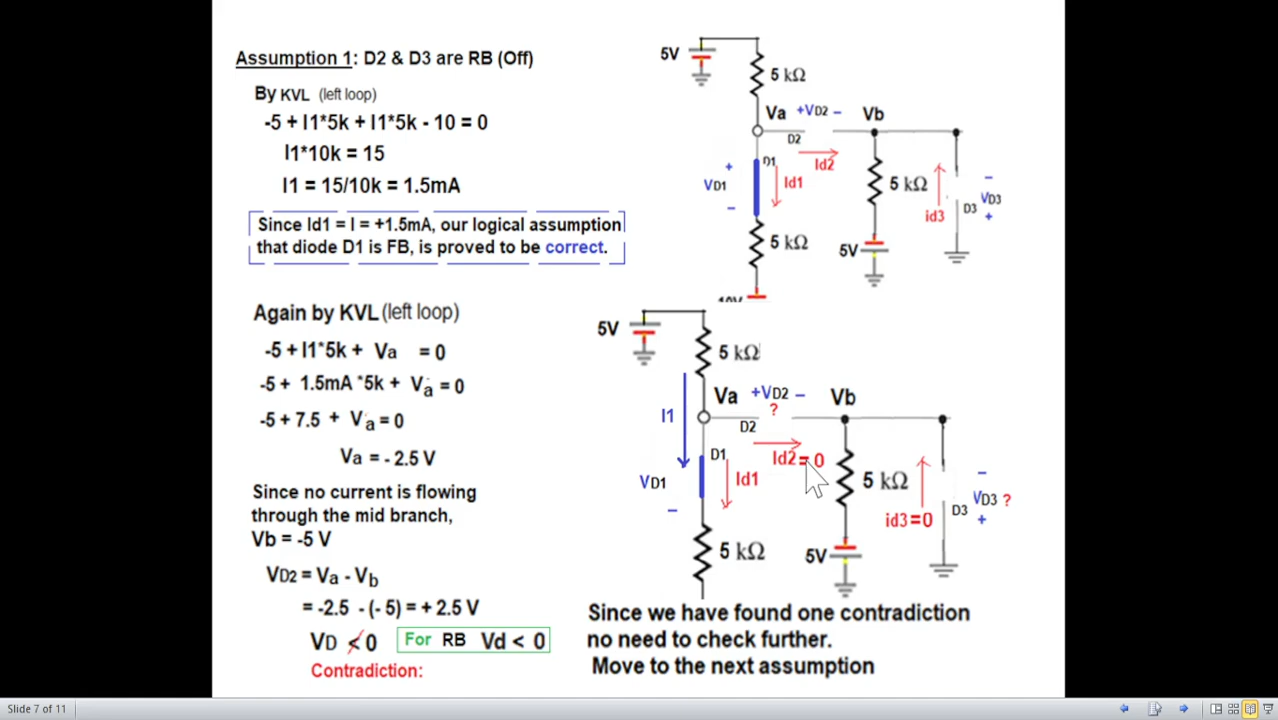 Assumption 1: D2 & D3 are RB (Off)
By KVL (left loop)
-5 + I1*5k + I1*5k - 10 = 0
I1*10k = 15
I1 = 15/10k = 1.5mA
Since Id1 = I = +1.5mA, our logical assumption
that diode D1 is FB, is proved to be correct.
5V
5 kΩ
Va +VD2 – Vb
D2
Id2
D1
+
VD1
–
Id1
5 kΩ
id3
D3
–
VD3
+
5 kΩ
5V
Again by KVL (left loop)
-5 + I1*5k + Va = 0
-5 + 1.5mA *5k + Va = 0
-5 + 7.5 + Va = 0
Va = - 2.5 V
Since no current is flowing
through the mid branch,
Vb = -5 V
VD2 = Va - Vb
= -2.5 - (- 5) = + 2.5 V
VD < 0
For RB Vd < 0
Contradiction:
5V
5 kΩ
Va +VD2 – Vb
?
D2
I1
Id2 = 0
D1
VD1
–
Id1
5 kΩ
id3 = 0
D3
–
VD3 ?
+
5 kΩ
5V
Since we have found one contradiction
no need to check further.
Move to the next assumption
Slide 7 of 11